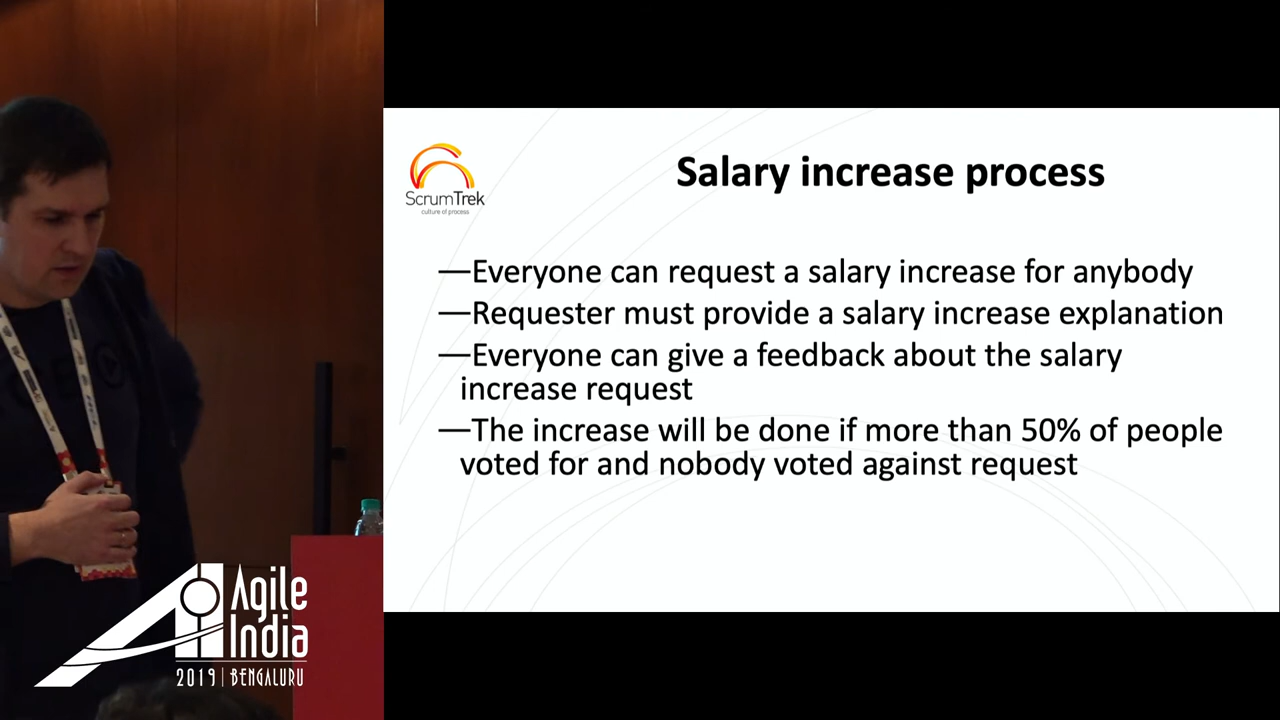 ScrumTrek
culture of process
Salary increase process
—Everyone can request a salary increase for anybody
—Requester must provide a salary increase explanation
—Everyone can give a feedback about the salary
increase request
—The increase will be done if more than 50% of people
voted for and nobody voted against request
Agile
India
2019 | BENGALURU